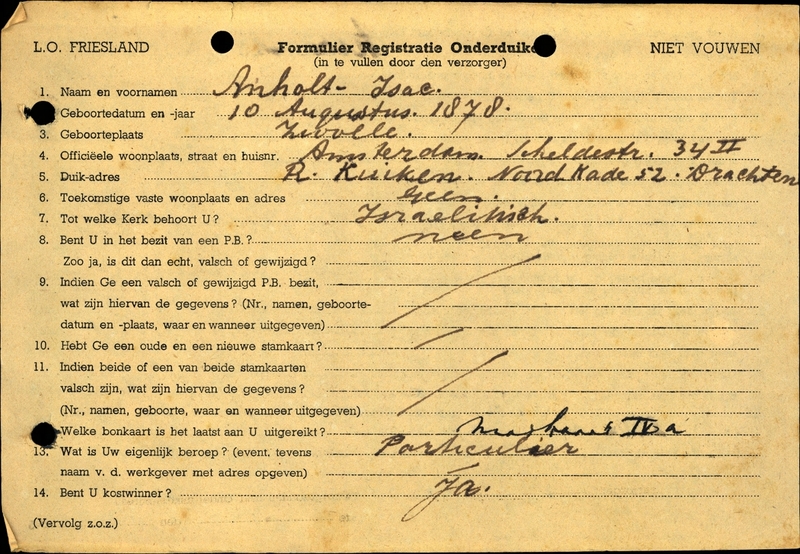 L.O. FRIESLAND Formulier Registratie Onderduike NIET VOUWEN
(in te vullen door den verzorger)
1. Naam en voornamen Anholt - Isac.
Geboortedatum en -jaar 10 Augustus. 1878.
3. Geboorteplaats Zwolle.
4. Officiëele woonplaats, straat en huisnr. Amsterdam. Scheldestr. 34 II
5. Duik-adres R. Kuiken. Noord Kade 52. Drachten
6. Toekomstige vaste woonplaats en adres Geen.
7. Tot welke Kerk behoort U? Israelitisch.
8. Bent U in het bezit van een P.B.? neen
Zoo ja, is dit dan echt, valsch of gewijzigd?
9. Indien Ge een valsch of gewijzigd P.B. bezit,
wat zijn hiervan de gegevens? (Nr., namen, geboorte-
datum en -plaats, waar en wanneer uitgegeven)
10. Hebt Ge een oude en een nieuwe stamkaart?
11. Indien beide of een van beide stamkaarten
valsch zijn, wat zijn hiervan de gegevens?
(Nr., namen, geboorte, waar en wanneer uitgegeven)
Welke bonkaart is het laatst aan U uitgereikt? IVa
13. Wat is Uw eigenlijk beroep? (event. tevens Particulier
naam v. d. werkgever met adres opgeven)
14. Bent U kostwinner? Ja.
(Vervolg z.o.z.)